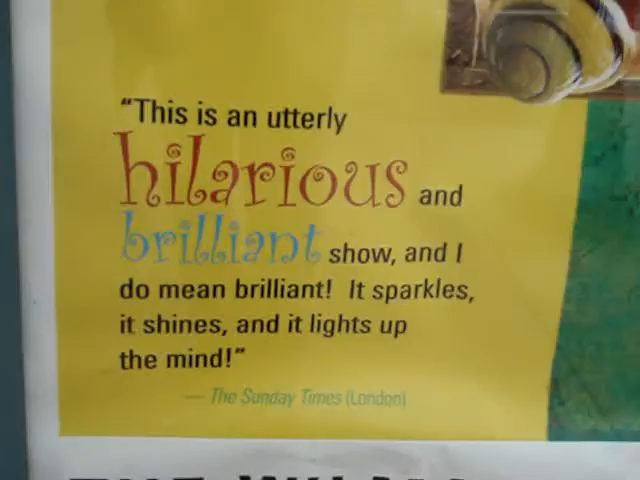 “This is an utterly
hilarious and
brilliant show, and I
do mean brilliant! It sparkles,
it shines, and it lights up
the mind!”
— The Sunday Times (London)